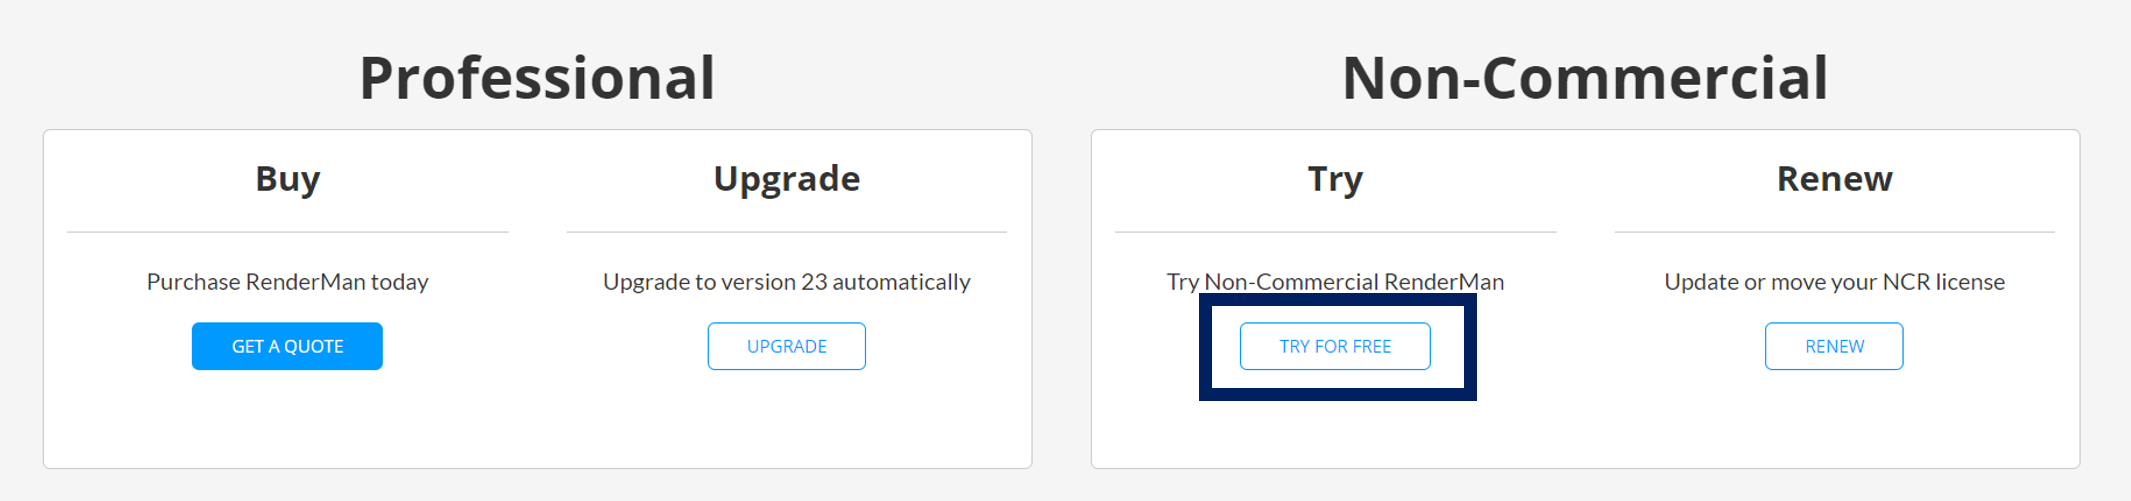 Professional
Non-Commercial
Buy
Upgrade
Try
Renew
Purchase RenderMan today
Upgrade to version 23 automatically
Try Non-Commercial RenderMan
Update or move your NCR license
GET A QUOTE
UPGRADE
TRY FOR FREE
RENEW